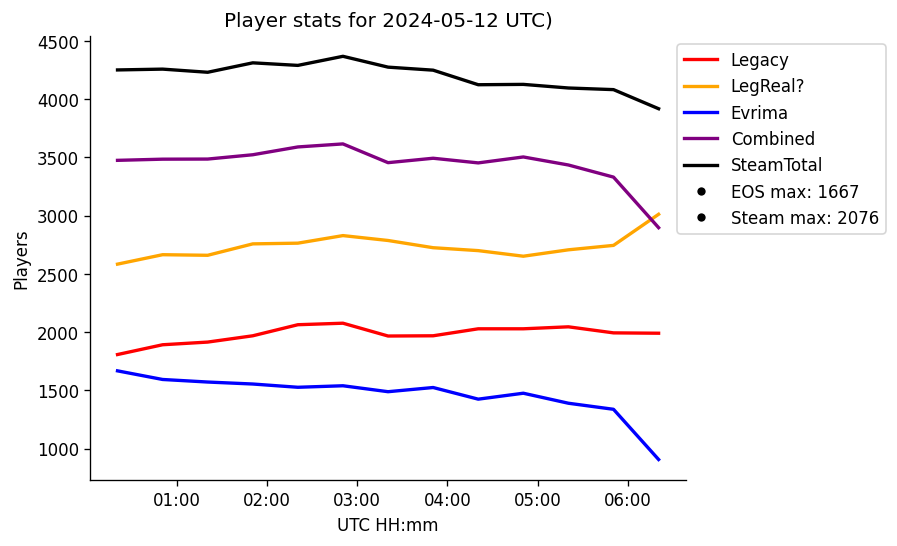 Player stats for 2024-05-12 UTC)
4500
4000
3500
3000
2500
2000
1500
1000
Players
01:00 02:00 03:00 04:00 05:00 06:00
UTC HH:mm
Legacy
LegReal?
Evrima
Combined
SteamTotal
EOS max: 1667
Steam max: 2076